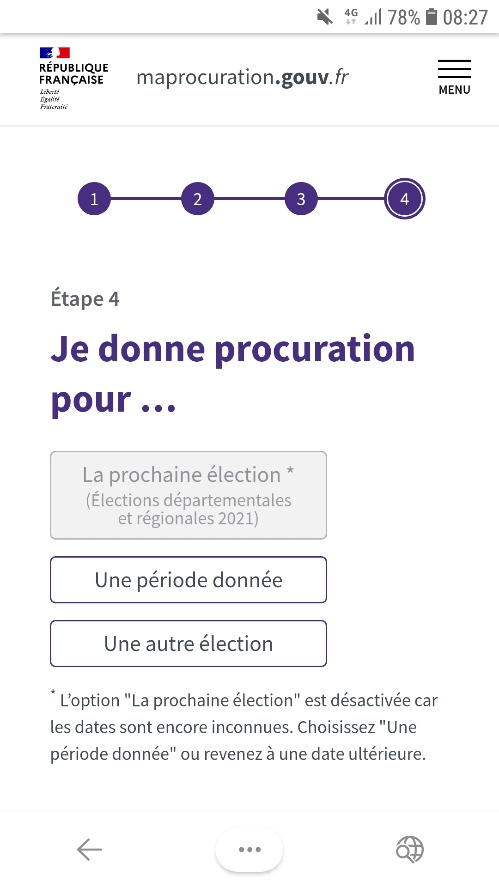 4G 78% 08:27
RÉPUBLIQUE
FRANÇAISE
Liberté
Égalité
Fraternité
maprocuration.gouv.fr
MENU
1 2 3 4
Étape 4
Je donne procuration
pour ...
La prochaine élection *
(Élections départementales
et régionales 2021)
Une période donnée
Une autre élection
* L'option "La prochaine élection" est désactivée car
les dates sont encore inconnues. Choisissez "Une
période donnée" ou revenez à une date ultérieure.